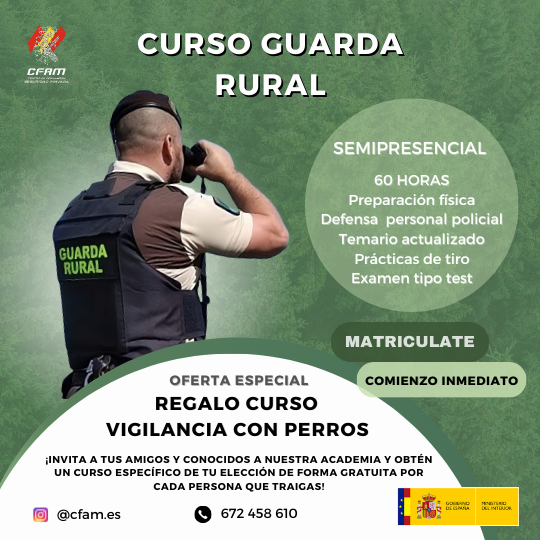 CFAM
CURSO GUARDA
RURAL
SEMIPRESENCIAL
60 HORAS
Preparación física
Defensa personal policial
Temario actualizado
Prácticas de tiro
Examen tipo test
GUARDA
RURAL
MATRICULATE
COMIENZO INMEDIATO
OFERTA ESPECIAL
REGALO CURSO
VIGILANCIA CON PERROS
¡INVITA A TUS AMIGOS Y CONOCIDOS A NUESTRA ACADEMIA Y OBTÉN
UN CURSO ESPECÍFICO DE TU ELECCIÓN DE FORMA GRATUITA POR
CADA PERSONA QUE TRAIGAS!
@cfam.es
672 458 610
GOBIERNO
DE ESPAÑA
MINISTERIO
DEL INTERIOR